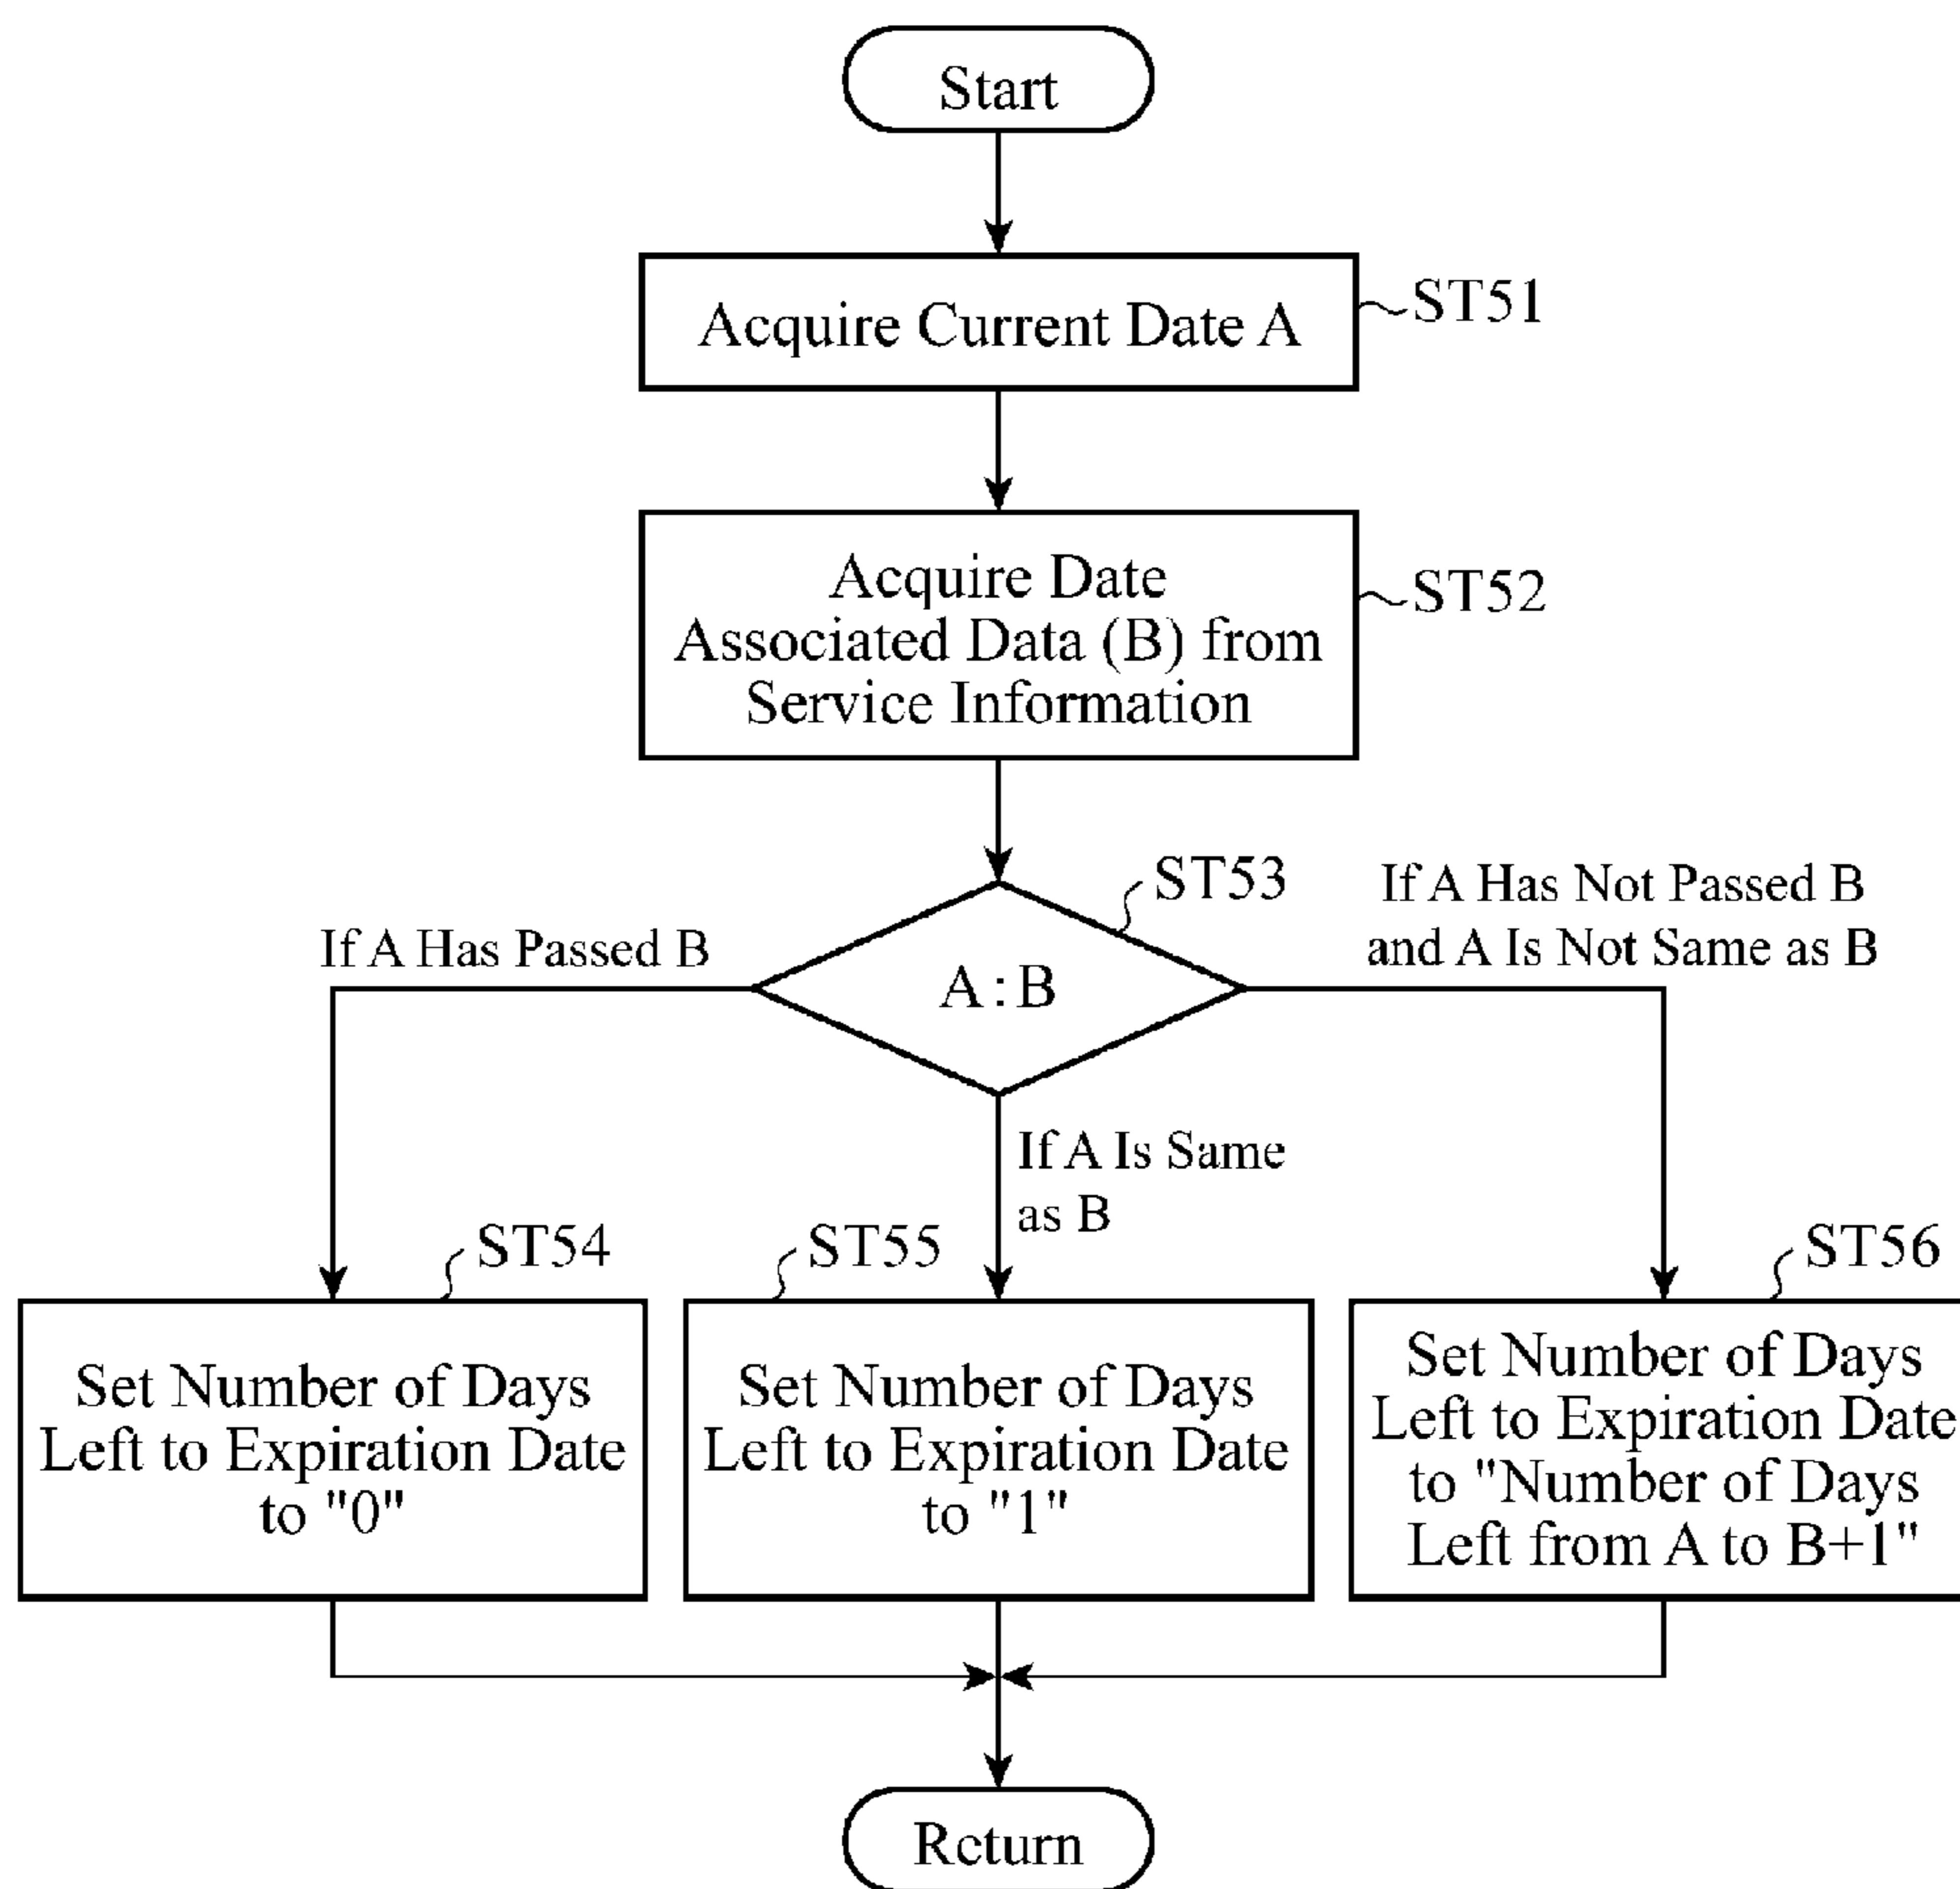 Start
Acquire Current Date A
ST51
Acquire Date
Associated Data (B) from
Service Information
ST52
ST53
A : B
If A Has Passed B
If A Has Not Passed B
and A Is Not Same as B
If A Is Same
as B
ST54
Set Number of Days
Left to Expiration Date
to "0"
ST55
Set Number of Days
Left to Expiration Date
to "1"
ST56
Set Number of Days
Left to Expiration Date
to "Number of Days
Left from A to B+1"
Return